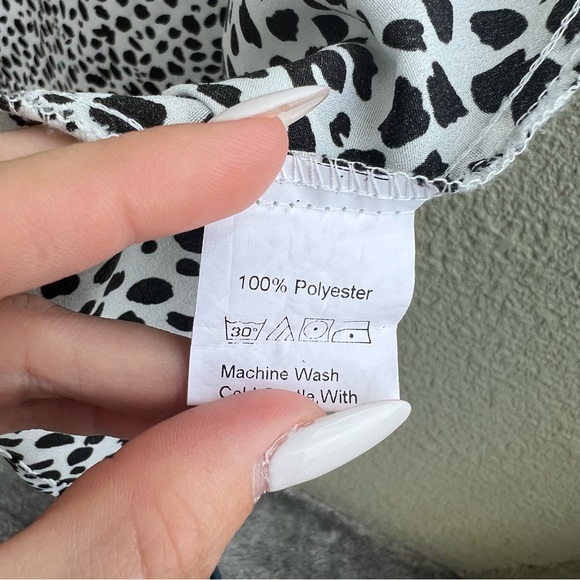 100% Polyester
30°
Machine Wash
With